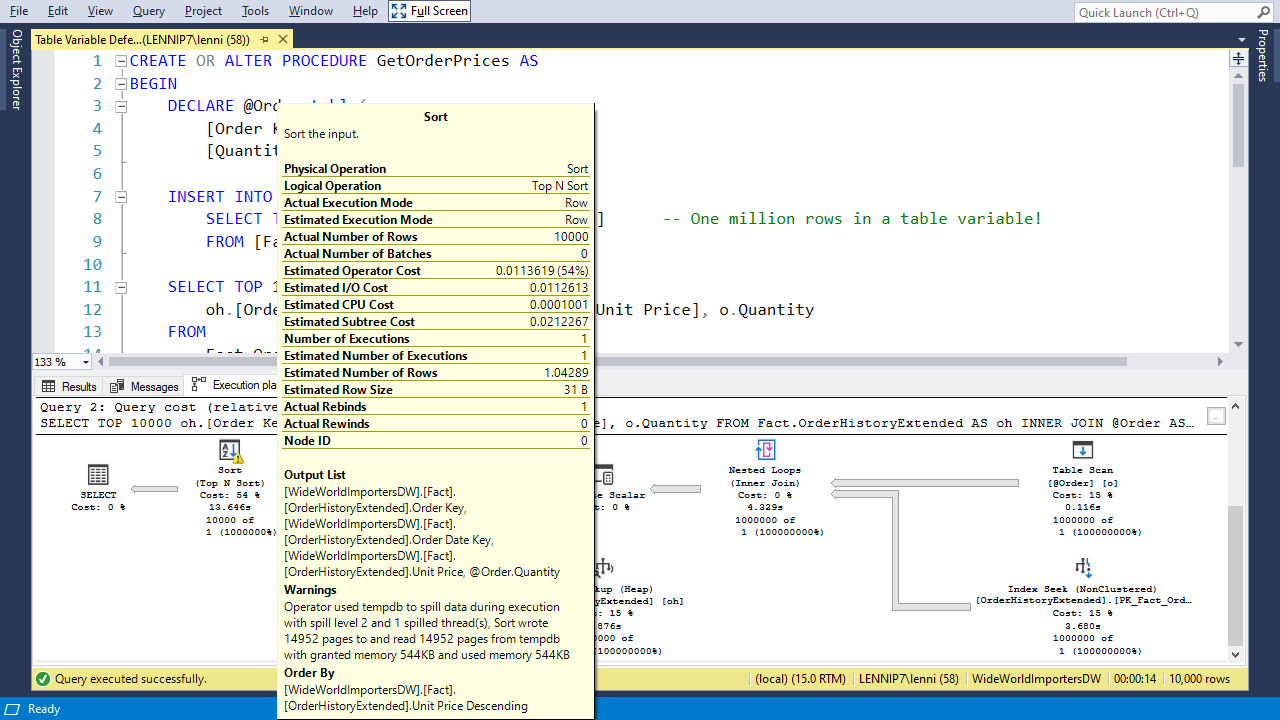 File Edit View Query Project Tools Window Help Full Screen
Quick Launch (Ctrl+Q)
Object Explorer
Properties
Table Variable Defe...(LENNIP7\lenni (58))
1 CREATE OR ALTER PROCEDURE GetOrderPrices AS
2 BEGIN
3 DECLARE
4 [Order
5
6
7 INSERT INTO
8 SELECT ] -- One million rows in a table variable!
9 FROM
10
11 SELECT TOP
12 Unit Price], o.Quantity
13 FROM
133 %
Sort
Sort the input.
Physical Operation Sort
Logical Operation Top N Sort
Actual Execution Mode Row
Estimated Execution Mode Row
Actual Number of Rows 10000
Actual Number of Batches 0
Estimated Operator Cost 0.0113619 (54%)
Estimated I/O Cost 0.0112613
Estimated CPU Cost 0.0001001
Estimated Subtree Cost 0.0212267
Number of Executions 1
Estimated Number of Executions 1
Estimated Number of Rows 1.04289
Estimated Row Size 31 B
Actual Rebinds 1
Actual Rewinds 0
Node ID 0
Output List
[WideWorldImportersDW].[Fact].
[OrderHistoryExtended].Order Key,
[WideWorldImportersDW].[Fact].
[OrderHistoryExtended].Order Date Key,
[WideWorldImportersDW].[Fact].
[OrderHistoryExtended].Unit Price, @Order.Quantity
Warnings
Operator used tempdb to spill data during execution
with spill level 2 and 1 spilled thread(s), Sort wrote
14952 pages to and read 14952 pages from tempdb
with granted memory 544KB and used memory 544KB
Order By
[WideWorldImportersDW].[Fact].
[OrderHistoryExtended].Unit Price Descending
Results Messages Execution
Query 2: Query cost
SELECT TOP 10000 oh.[Order o.Quantity FROM Fact.OrderHistoryExtended AS oh INNER JOIN @Order AS...
SELECT
Cost: 0 %
Sort
(Top N Sort)
Cost: 54 %
13.646s
10000 of
1 (1000000%)
Scalar
0 %
Nested Loops
(Inner Join)
Cost: 0 %
4.329s
1000000 of
1 (100000000%)
Table Scan
[@Order] [o]
Cost: 15 %
0.116s
1000000 of
1 (100000000%)
(Heap)
[oh]
15 %
of
(100000000%)
Index Seek (NonClustered)
[OrderHistoryExtended].[PK_Fact_Ord...
Cost: 15 %
3.680s
1000000 of
1 (100000000%)
Query executed successfully.
(local) (15.0 RTM) LENNIP7\lenni (58) WideWorldImportersDW 00:00:14 10,000 rows
Ready